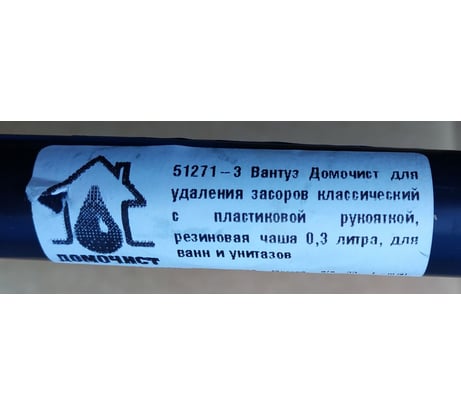 51271-3 Вантуз Домочист для
удаления засоров классический
с пластиковой рукояткой,
резиновая чаша 0,3 литра, для
ванн и унитазов
ДОМОЧИСТ